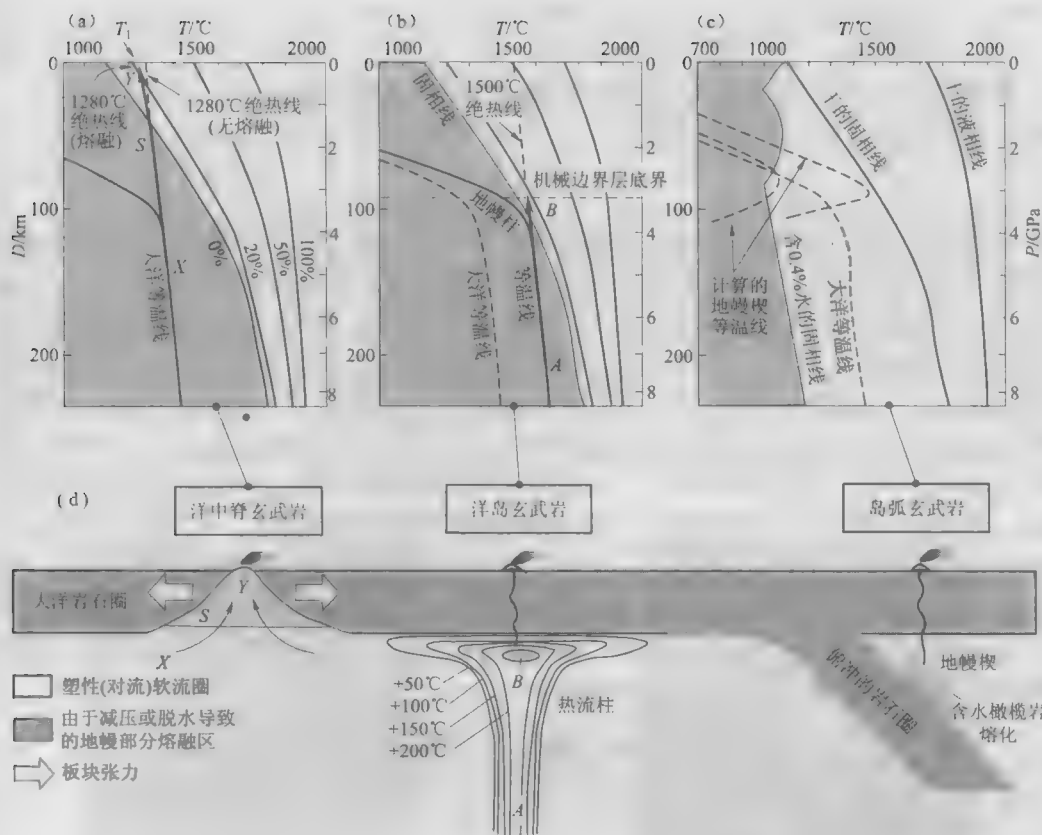 (a)
T₁
T/℃
1000
2000
0
Y
1280℃
绝热线
(熔融)
1280℃绝热线
(无熔融)
S
X
大洋等温线
0%
20%
50%
100%
100
200
D/km
2
4
6
8
(b)
T/℃
1000
1500
2000
0
固相线
1500℃
绝热线
机械边界层底界
地幔柱
B
大洋等温线
等温线
A
100
200
2
4
6
8
(c)
T/℃
700
1000
1500
2000
0
干的固相线
干的液相线
计算的
地幔楔
等温线
含0.4%水的固相线
大洋等温线
100
200
2
4
6
8
P/GPa
(d)
洋中脊玄武岩
洋岛玄武岩
岛弧玄武岩
大洋岩石圈
Y
S
X
塑性(对流)软流圈
由于减压或脱水导致
的地幔部分熔融区
板块张力
+50℃
+100℃
+150℃
+200℃
B
A
热流柱
俯冲的岩石圈
地幔楔
含水橄榄岩
熔化